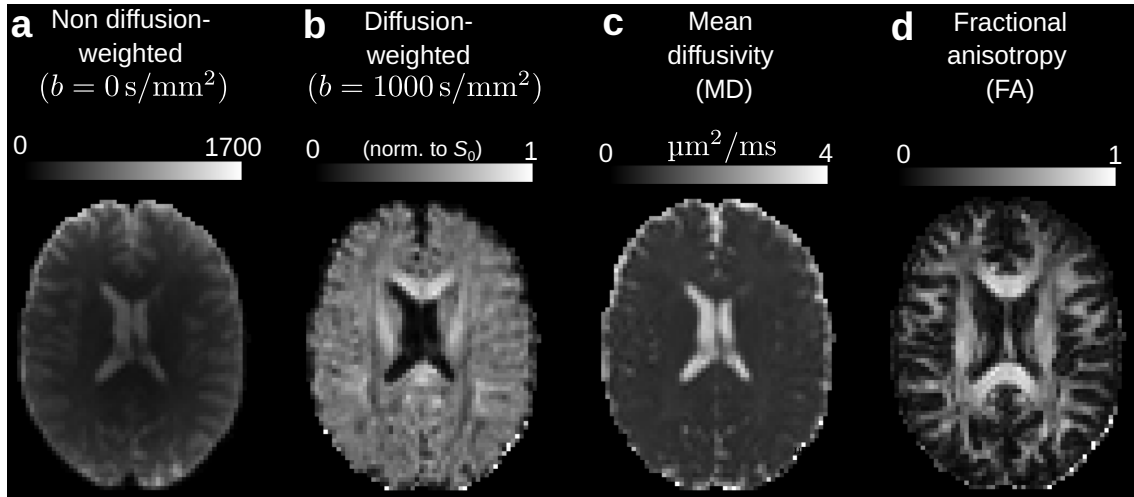 a Non diffusion-
weighted
(b = 0 s/mm²)
0 1700
b Diffusion-
weighted
(b = 1000 s/mm²)
0 (norm. to S₀) 1
c Mean
diffusivity
(MD)
0 µm²/ms 4
d Fractional
anisotropy
(FA)
0 1